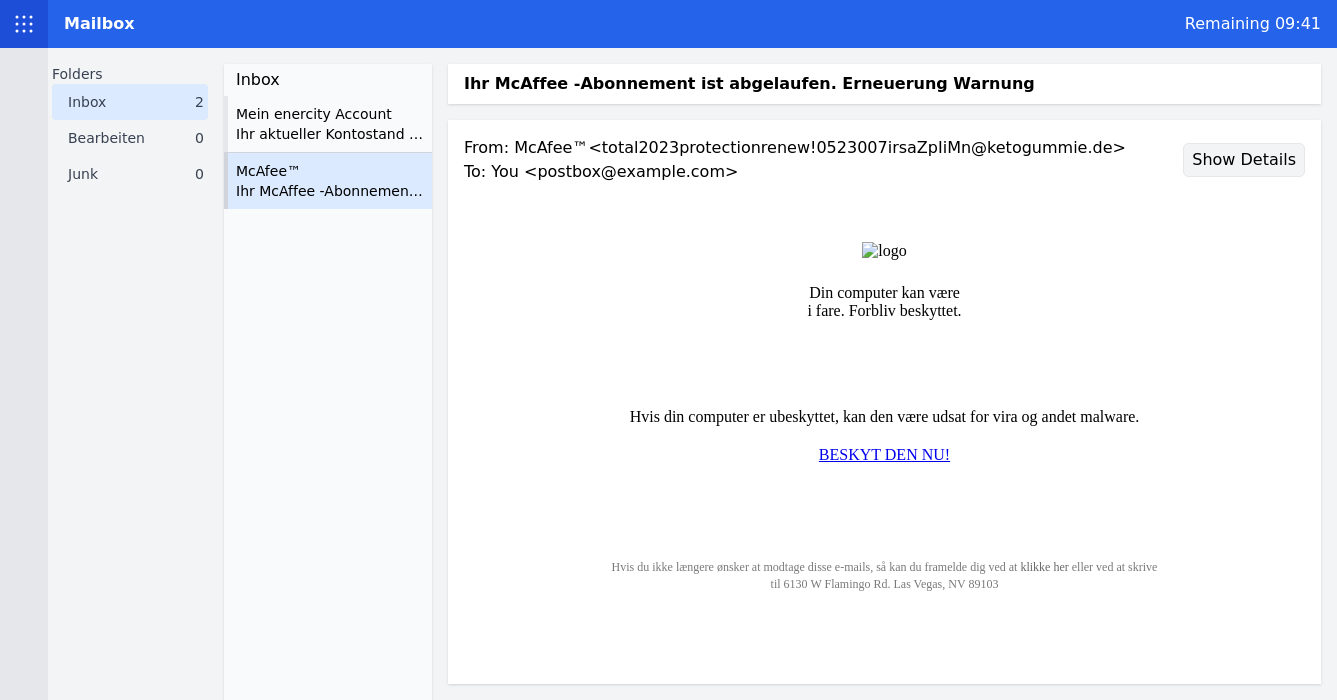 Mailbox
Remaining 09:41
Folders
Inbox 2
Bearbeiten 0
Junk 0
Inbox
Mein enercity Account
Ihr aktueller Kontostand ...
McAfee™
Ihr McAffee -Abonnemen...
Ihr McAffee -Abonnement ist abgelaufen. Erneuerung Warnung
From: McAfee™<total2023protectionrenew!0523007irsaZpIiMn@ketogummie.de>
To: You <postbox@example.com>
Show Details
logo
Din computer kan være
i fare. Forbliv beskyttet.
Hvis din computer er ubeskyttet, kan den være udsat for vira og andet malware.
BESKYT DEN NU!
Hvis du ikke længere ønsker at modtage disse e-mails, så kan du framelde dig ved at klikke her eller ved at skrive
til 6130 W Flamingo Rd. Las Vegas, NV 89103